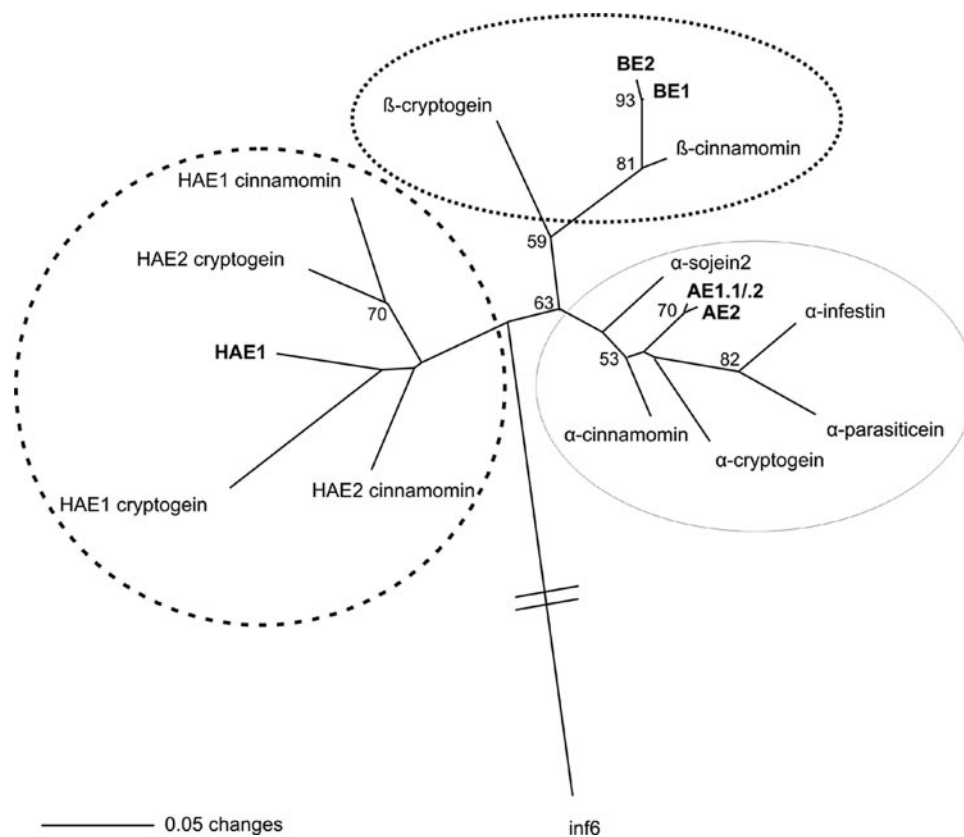 BE2
93 BE1
ß-cryptogein
81 ß-cinnamomin
HAE1 cinnamomin
59
HAE2 cryptogein
α-sojein2
70
63
AE1.1/.2
70 AE2
α-infestin
HAE1
53
82
α-cinnamomin
α-parasiticein
α-cryptogein
HAE1 cryptogein
HAE2 cinnamomin
0.05 changes
inf6